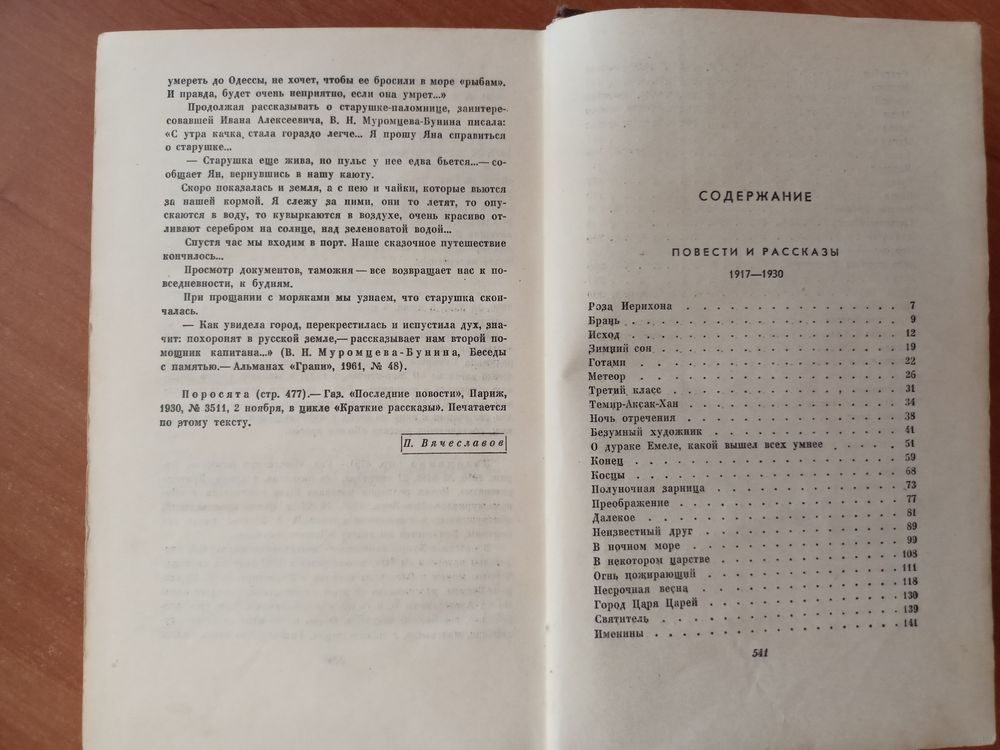 умереть до Одессы, не хочет, чтобы ее бросили в море «рыбам».
И правда, будет очень неприятно, если она умрет...»
Продолжая рассказывать о старушке-паломнице, заинтере-
совавшей Ивана Алексеевича, В. Н. Муромцева-Бунина писала:
«С утра качка стала гораздо легче... Я прошу Яна справиться
о старушке...
— Старушка еще жива, но пульс у нее едва бьется...— со-
общает Ян, вернувшись в нашу каюту.
Скоро показалась и земля, а с нею и чайки, которые вьются
за нашей кормой. Я слежу за ними, они то летят, то опу-
скаются в воду, то кувыркаются в воздухе, очень красиво от-
ливают серебром на солнце, над зеленоватой водой...
Спустя час мы входим в порт. Наше сказочное путешествие
кончилось...
Просмотр документов, таможня — все возвращает нас к по-
вседневности, к будням.
При прощании с моряками мы узнаем, что старушка скон-
чалась.
— Как увидела город, перекрестилась и испустила дух, зна-
чит: похоронят в русской земле,— рассказывает нам второй по-
мощник капитана...» (В. Н. Муромцева-Бунина, Беседы
с памятью.— Альманах «Грани», 1961, № 48).
Поросята (стр. 477).— Газ. «Последние новости», Париж,
1930, № 3511, 2 ноября, в цикле «Краткие рассказы». Печатается
по этому тексту.
П. Вячеславов
СОДЕРЖАНИЕ
ПОВЕСТИ И РАССКАЗЫ
1917—1930
Роза Иерихона . . . . . . . . . . . . . . . 7
Брань . . . . . . . . . . . . . . . . . . 9
Исход . . . . . . . . . . . . . . . . . . 12
Зимний сон . . . . . . . . . . . . . . . . 19
Готами . . . . . . . . . . . . . . . . . . 22
Метеор . . . . . . . . . . . . . . . . . . 26
Третий класс . . . . . . . . . . . . . . . 31
Темир-Аксак-Хан . . . . . . . . . . . . . . 34
Ночь отречения . . . . . . . . . . . . . . 38
Безумный художник . . . . . . . . . . . . . 41
О дураке Емеле, какой вышел всех умнее . . . . . . 51
Конец . . . . . . . . . . . . . . . . . . 59
Косцы . . . . . . . . . . . . . . . . . . 68
Полуночная зарница . . . . . . . . . . . . . 73
Преображение . . . . . . . . . . . . . . . 77
Далекое . . . . . . . . . . . . . . . . . 81
Неизвестный друг . . . . . . . . . . . . . 89
В ночном море . . . . . . . . . . . . . . . 99
В некотором царстве . . . . . . . . . . . . 108
Огнь пожирающий . . . . . . . . . . . . . . 111
Несрочная весна . . . . . . . . . . . . . . 118
Город Царя Царей . . . . . . . . . . . . . 130
Святитель . . . . . . . . . . . . . . . . 139
Именины . . . . . . . . . . . . . . . . . 141
541